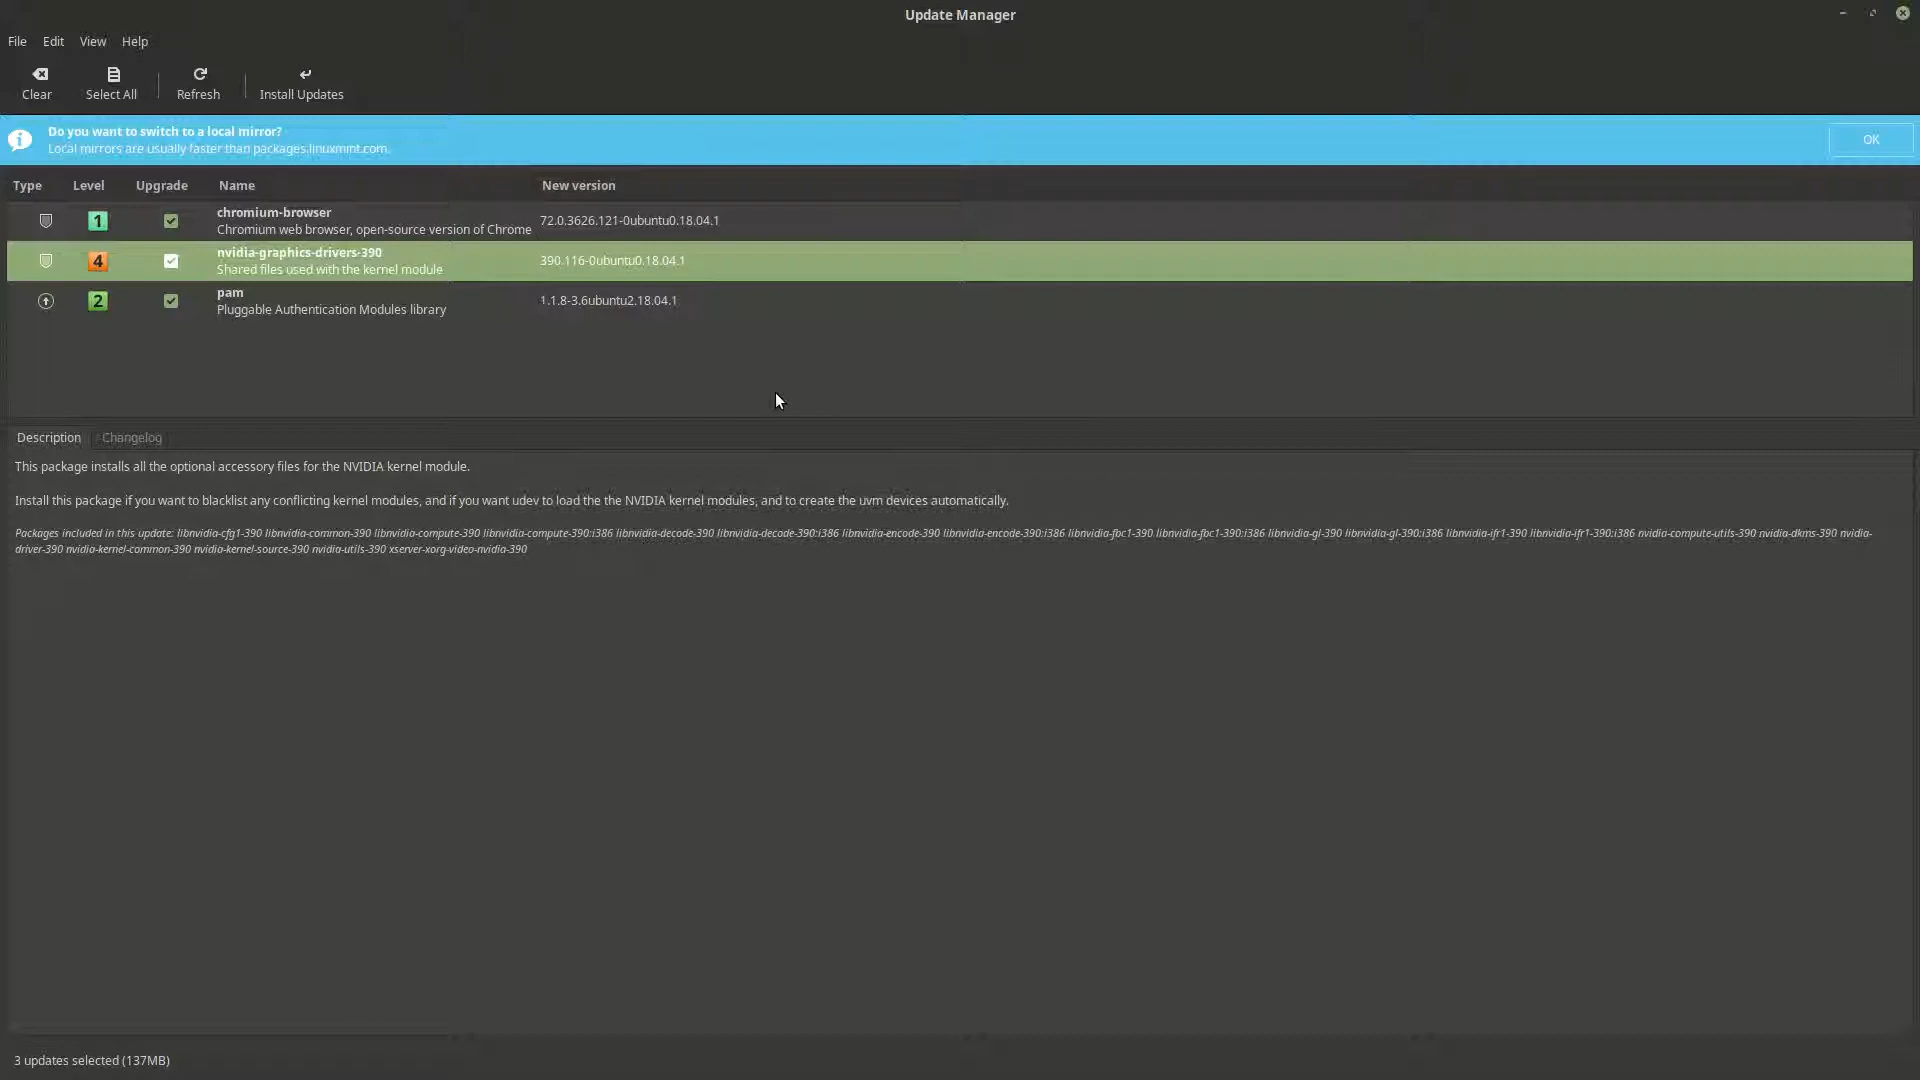 Update Manager
File Edit View Help
Clear Select All Refresh Install Updates
Do you want to switch to a local mirror?
Local mirrors are usually faster than packages.linuxmint.com.
OK
Type Level Upgrade Name New version
1 chromium-browser 72.0.3626.121-0ubuntu0.18.04.1
Chromium web browser, open-source version of Chrome
4 nvidia-graphics-drivers-390 390.116-0ubuntu0.18.04.1
Shared files used with the kernel module
2 pam 1.1.8-3.6ubuntu2.18.04.1
Pluggable Authentication Modules library
Description Changelog
This package installs all the optional accessory files for the NVIDIA kernel module.
Install this package if you want to blacklist any conflicting kernel modules, and if you want udev to load the the NVIDIA kernel modules, and to create the uvm devices automatically.
Packages included in this update: libnvidia-cfg1-390 libnvidia-common-390 libnvidia-compute-390 libnvidia-compute-390:i386 libnvidia-decode-390 libnvidia-decode-390:i386 libnvidia-encode-390 libnvidia-encode-390:i386 libnvidia-fbc1-390 libnvidia-fbc1-390:i386 libnvidia-gl-390 libnvidia-gl-390:i386 libnvidia-ifr1-390 libnvidia-ifr1-390:i386 nvidia-compute-utils-390 nvidia-dkms-390 nvidia-
driver-390 nvidia-kernel-common-390 nvidia-kernel-source-390 nvidia-utils-390 xserver-xorg-video-nvidia-390
3 updates selected (137MB)